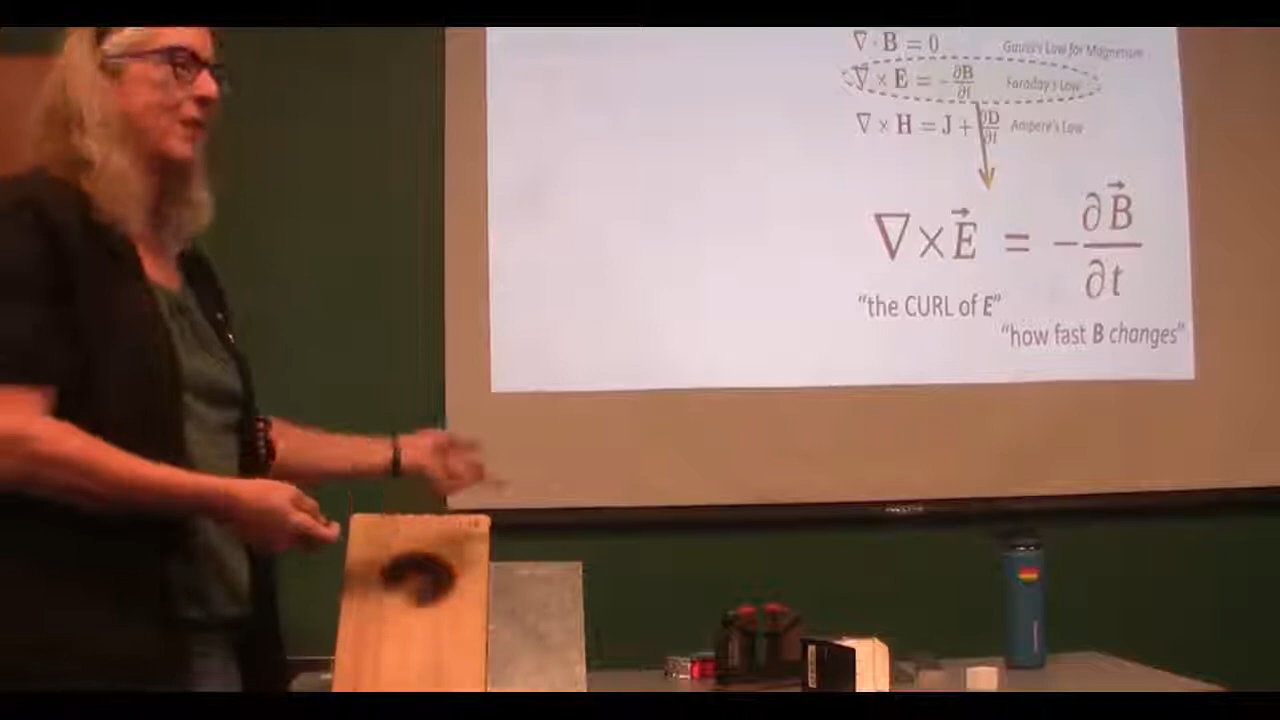 ∇ · B = 0 Gauss's Law for Magnetism
∇ × E = -∂B/∂t Faraday's Law
∇ × H = J + ∂D/∂t Ampere's Law
∇×E⃗ = -∂B⃗/∂t
“the CURL of E”
“how fast B changes”